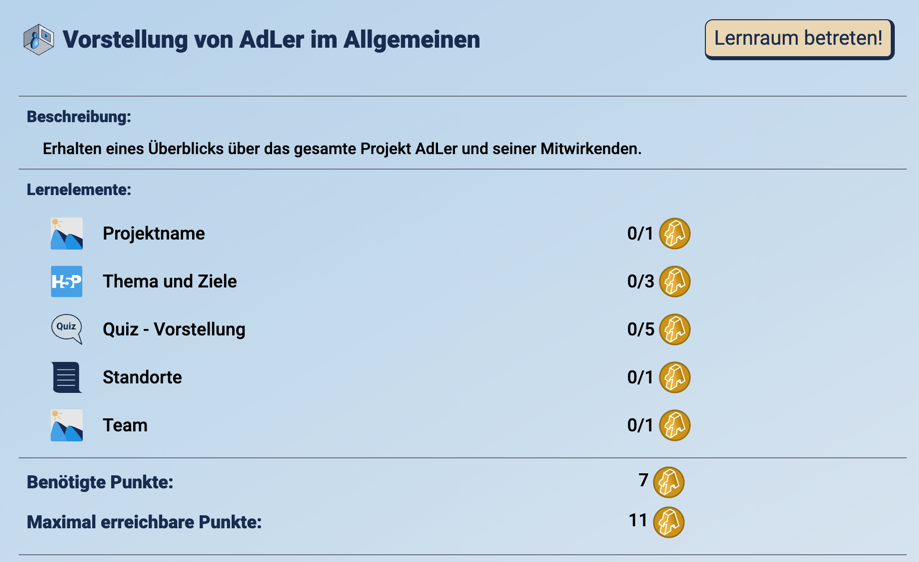 Vorstellung von AdLer im Allgemeinen
Lernraum betreten!
Beschreibung:
Erhalten eines Überblicks über das gesamte Projekt AdLer und seiner Mitwirkenden.
Lernelemente:
Projektname 0/1
H5P Thema und Ziele 0/3
Quiz Quiz - Vorstellung 0/5
Standorte 0/1
Team 0/1
Benötigte Punkte: 7
Maximal erreichbare Punkte: 11